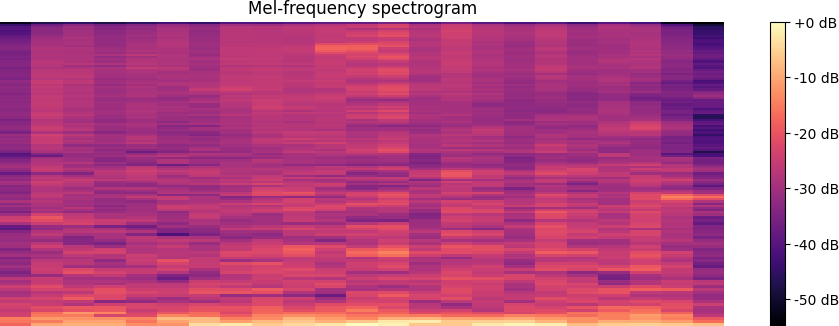 Mel-frequency spectrogram
+0 dB
-10 dB
-20 dB
-30 dB
-40 dB
-50 dB